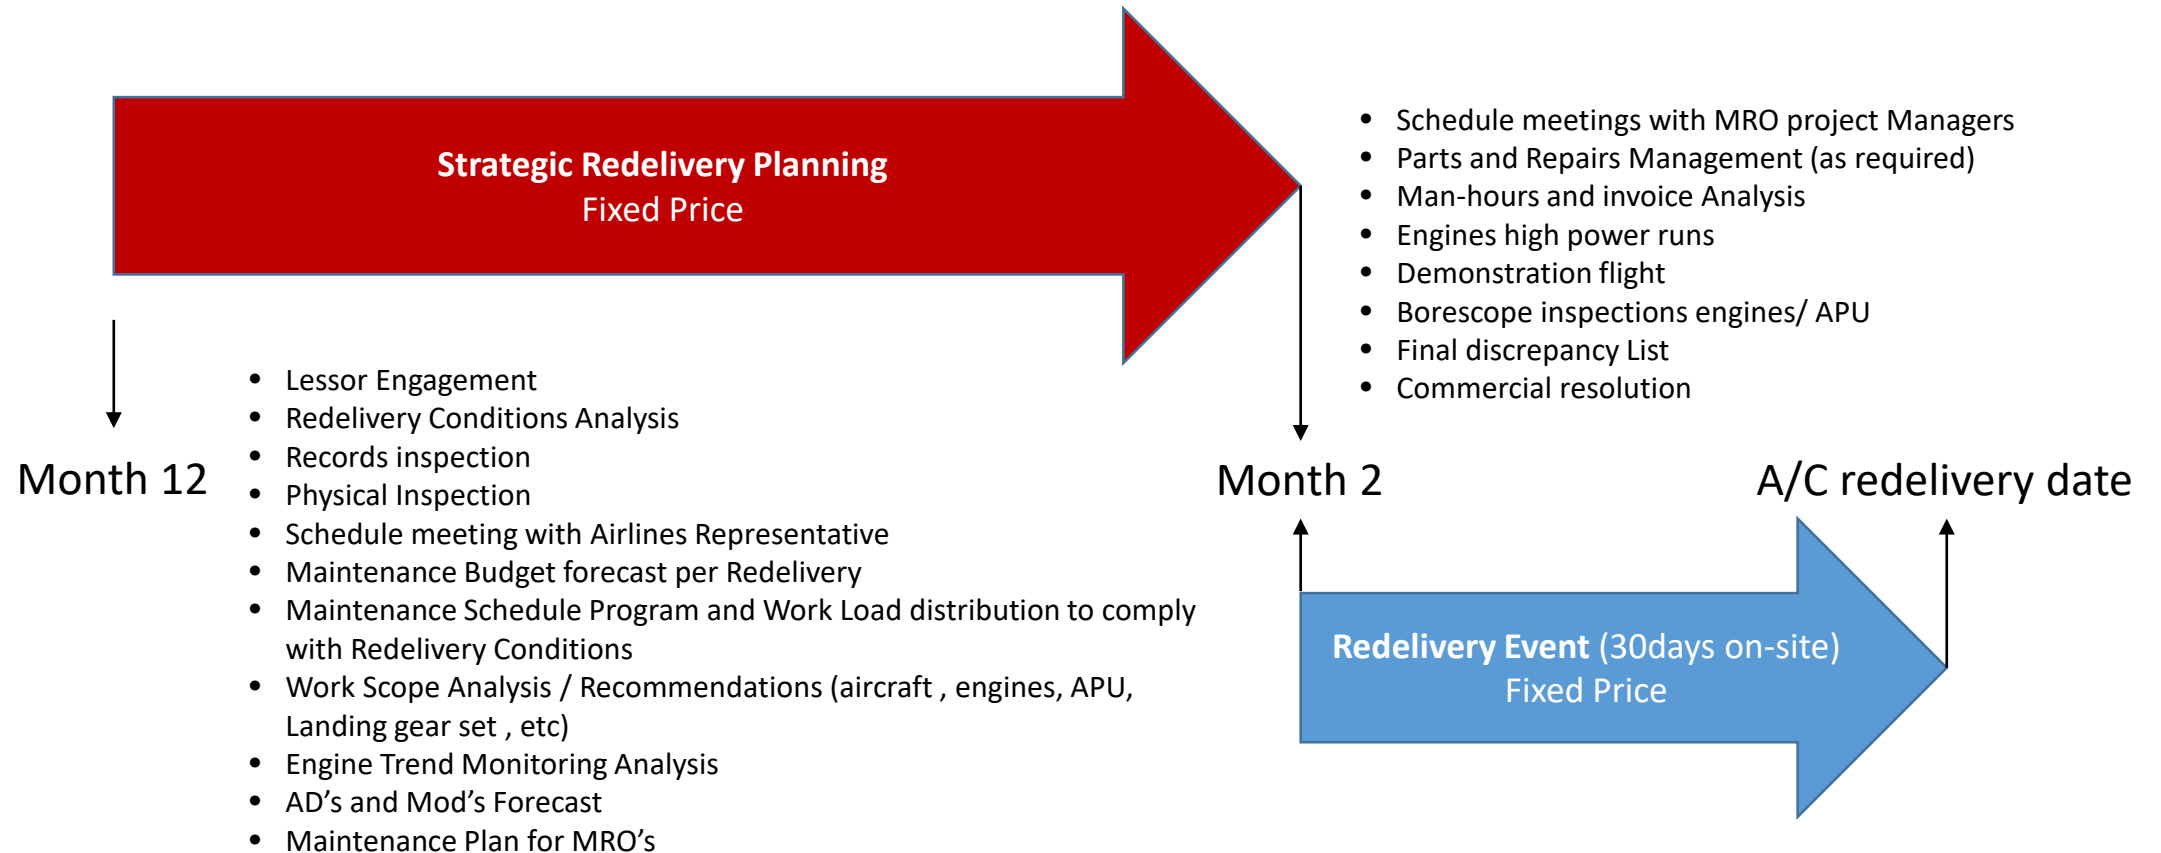 Strategic Redelivery Planning
Fixed Price
• Schedule meetings with MRO project Managers
• Parts and Repairs Management (as required)
• Man-hours and invoice Analysis
• Engines high power runs
• Demonstration flight
• Borescope inspections engines/ APU
• Final discrepancy List
• Commercial resolution
Month 12
• Lessor Engagement
• Redelivery Conditions Analysis
• Records inspection
• Physical Inspection
• Schedule meeting with Airlines Representative
• Maintenance Budget forecast per Redelivery
• Maintenance Schedule Program and Work Load distribution to comply
with Redelivery Conditions
• Work Scope Analysis / Recommendations (aircraft , engines, APU,
Landing gear set , etc)
• Engine Trend Monitoring Analysis
• AD’s and Mod’s Forecast
• Maintenance Plan for MRO’s
Month 2
A/C redelivery date
Redelivery Event (30days on-site)
Fixed Price